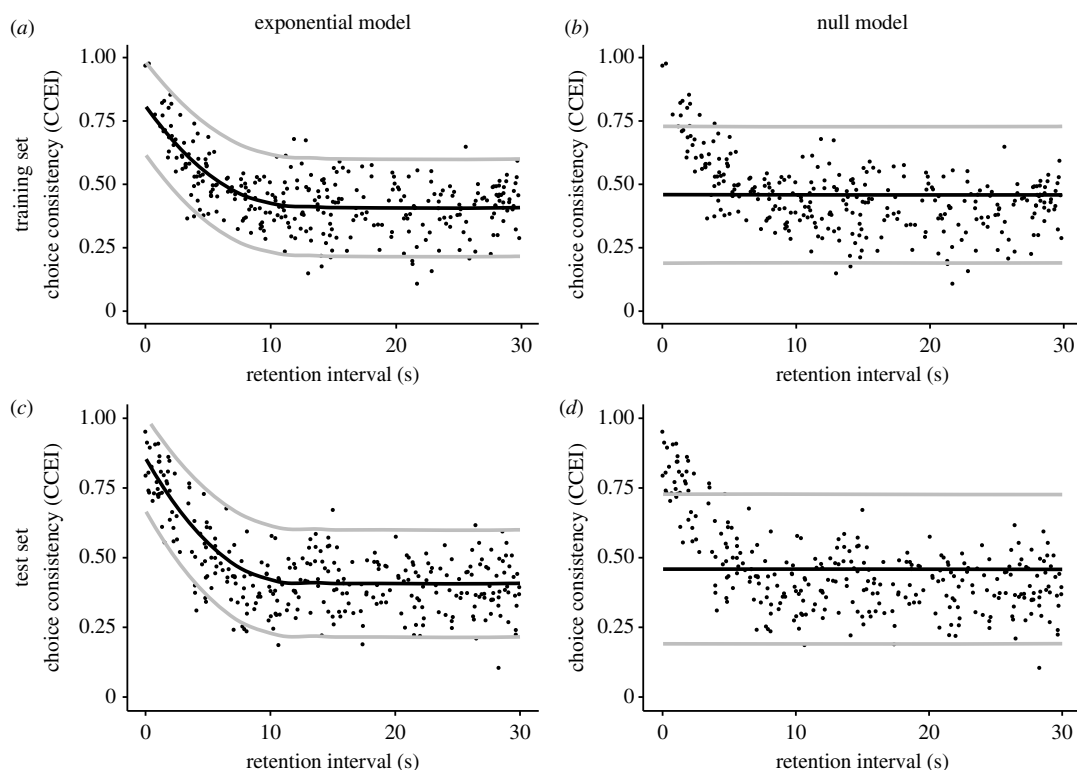 exponential model
null model
(a)
(b)
training set
choice consistency (CCEI)
1.00
0.75
0.50
0.25
0
0
10
20
30
retention interval (s)
choice consistency (CCEI)
1.00
0.75
0.50
0.25
0
0
10
20
30
retention interval (s)
(c)
(d)
test set
choice consistency (CCEI)
1.00
0.75
0.50
0.25
0
0
10
20
30
retention interval (s)
choice consistency (CCEI)
1.00
0.75
0.50
0.25
0
0
10
20
30
retention interval (s)